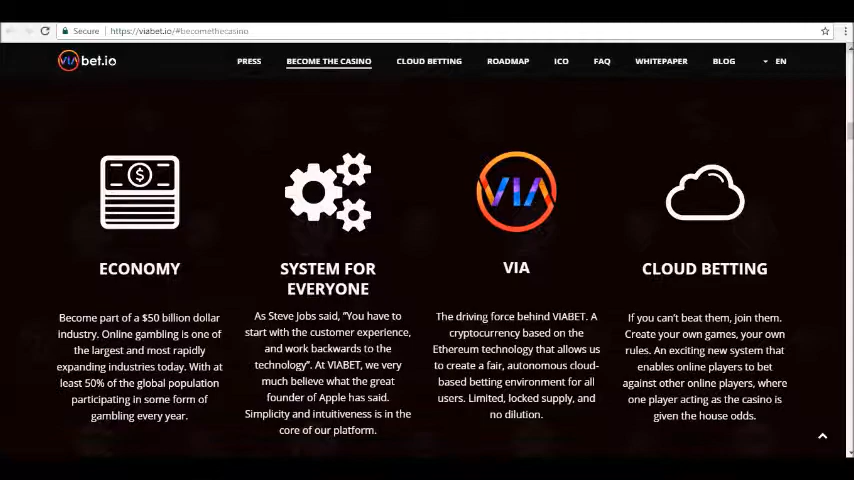 Secure https://viabet.io/#becomethecasino
VIA bet.io PRESS BECOME THE CASINO CLOUD BETTING ROADMAP ICO FAQ WHITEPAPER BLOG EN
VIA
ECONOMY
Become part of a $50 billion dollar
industry. Online gambling is one of
the largest and most rapidly
expanding industries today. With at
least 50% of the global population
participating in some form of
gambling every year.
SYSTEM FOR
EVERYONE
As Steve Jobs said, "You have to
start with the customer experience,
and work backwards to the
technology". At VIABET, we very
much believe what the great
founder of Apple has said.
Simplicity and intuitiveness is in the
core of our platform.
VIA
The driving force behind VIABET. A
cryptocurrency based on the
Ethereum technology that allows us
to create a fair, autonomous cloud-
based betting environment for all
users. Limited, locked supply, and
no dilution.
CLOUD BETTING
If you can't beat them, join them.
Create your own games, your own
rules. An exciting new system that
enables online players to bet
against other online players, where
one player acting as the casino is
given the house odds.